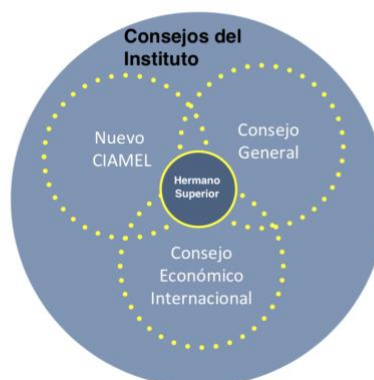 Consejos del
Instituto
Nuevo
CIAMEL
Consejo
General
Hermano
Superior
Consejo
Económico
Internacional